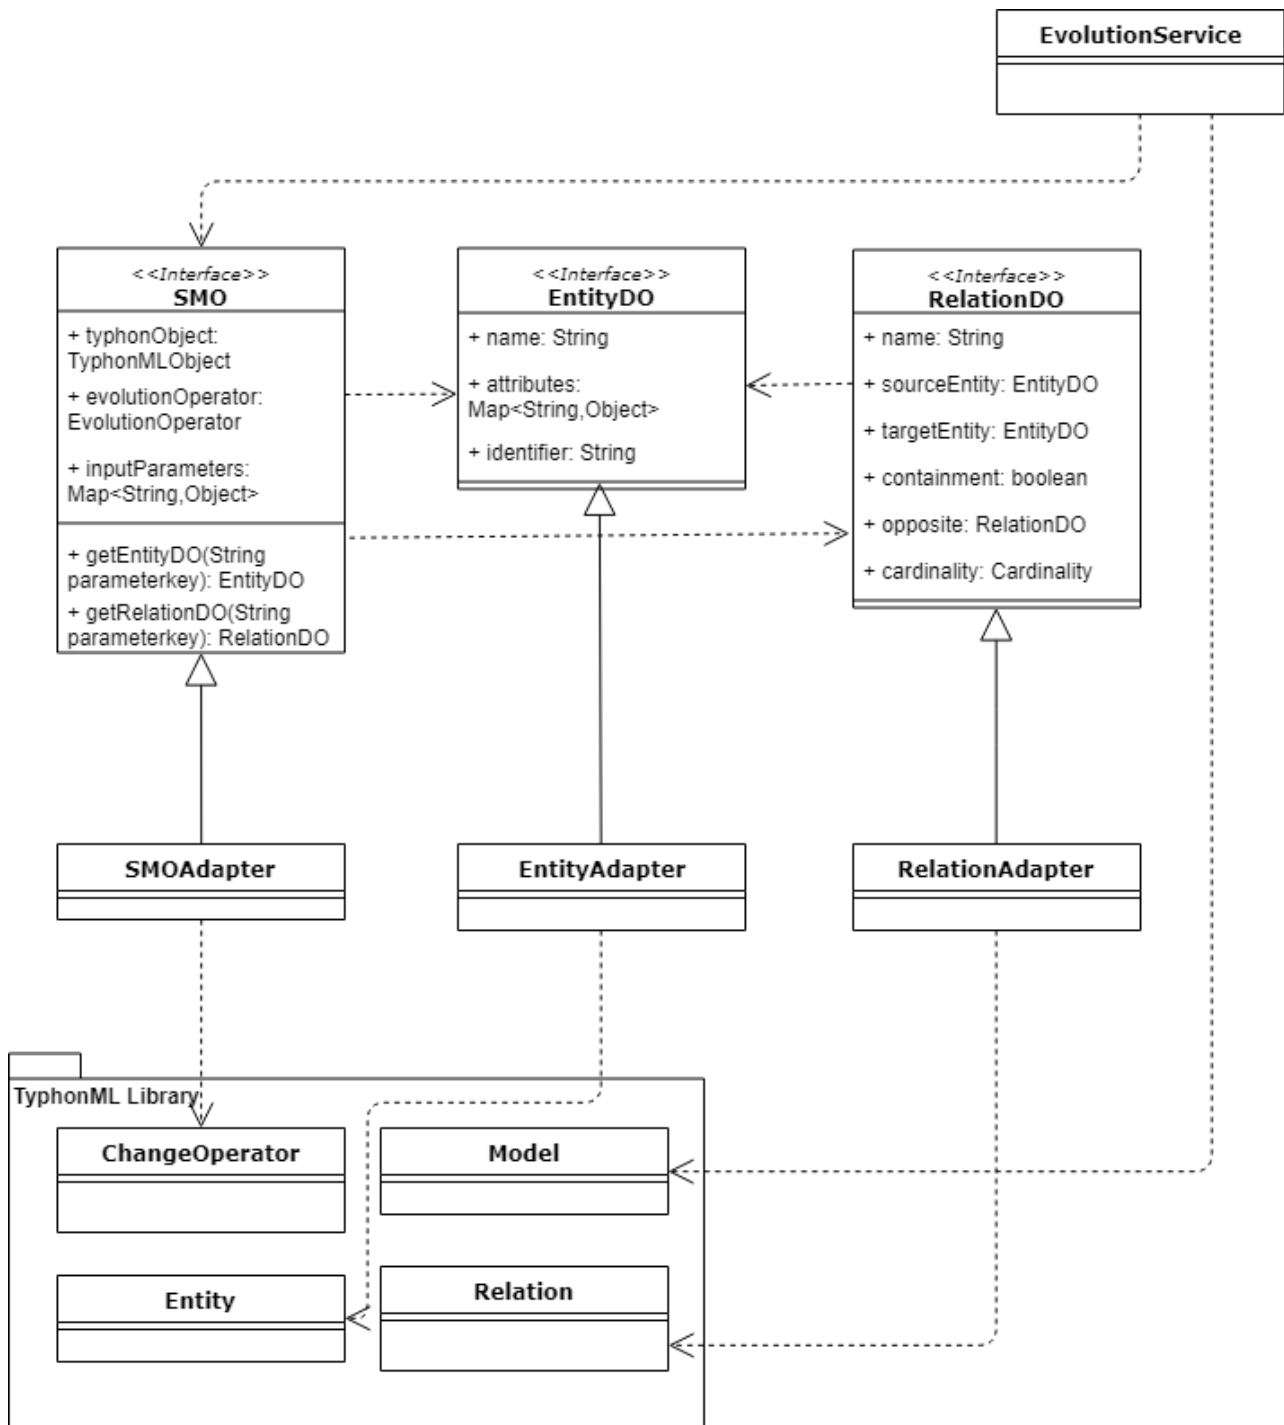 EvolutionService
<<Interface>>
SMO
+ typhonObject:
TyphonMLObject
+ evolutionOperator:
EvolutionOperator
+ inputParameters:
Map<String,Object>
+ getEntityDO(String
parameterkey): EntityDO
+ getRelationDO(String
parameterkey): RelationDO
<<Interface>>
EntityDO
+ name: String
+ attributes:
Map<String,Object>
+ identifier: String
<<Interface>>
RelationDO
+ name: String
+ sourceEntity: EntityDO
+ targetEntity: EntityDO
+ containment: boolean
+ opposite: RelationDO
+ cardinality: Cardinality
SMOAdapter
EntityAdapter
RelationAdapter
TyphonML Library
ChangeOperator
Model
Entity
Relation